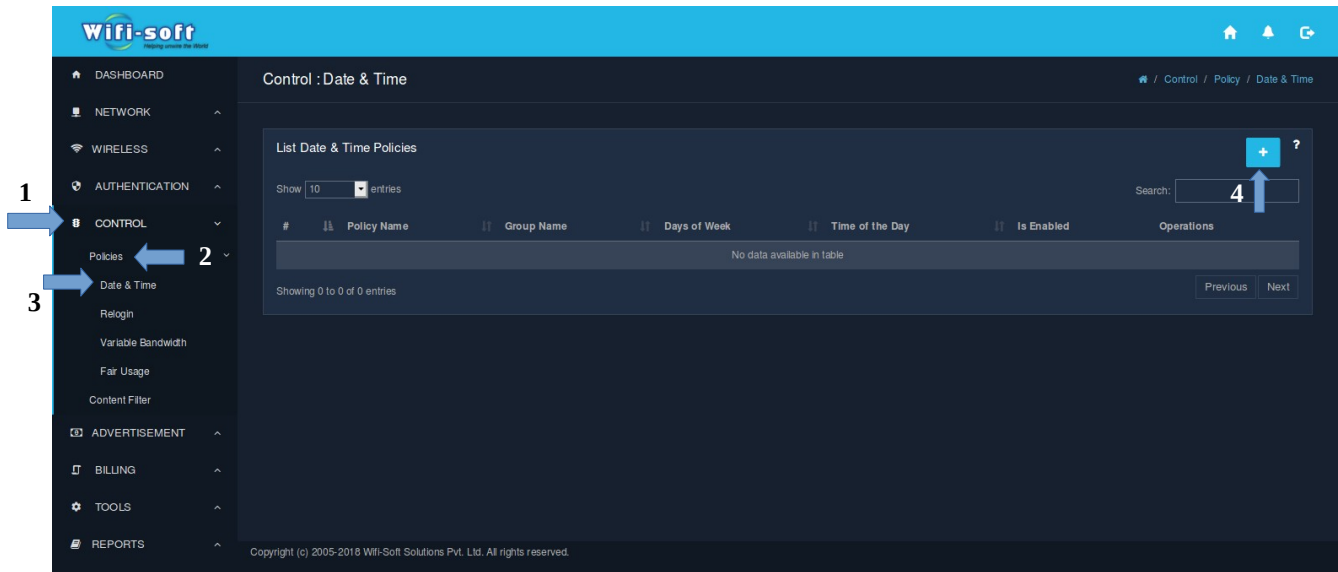 Wifi-soft
Helping unwire the World
DASHBOARD
Control : Date & Time
/ Control / Policy / Date & Time
NETWORK
WIRELESS
List Date & Time Policies
+
?
1
AUTHENTICATION
Show 10 entries
Search:
4
CONTROL
# Policy Name Group Name Days of Week Time of the Day Is Enabled Operations
Policies
2
No data available in table
3
Date & Time
Showing 0 to 0 of 0 entries
Previous Next
Relogin
Variable Bandwidth
Fair Usage
Content Filter
ADVERTISEMENT
BILLING
TOOLS
REPORTS
Copyright (c) 2005-2018 Wifi-Soft Solutions Pvt. Ltd. All rights reserved.